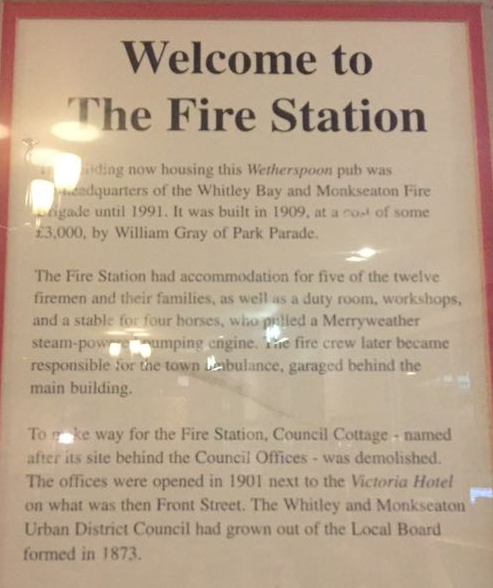 Welcome to
The Fire Station
The building now housing this Wetherspoon pub was
headquarters of the Whitley Bay and Monkseaton Fire
Brigade until 1991. It was built in 1909, at a cost of some
£3,000, by William Gray of Park Parade.
The Fire Station had accommodation for five of the twelve
firemen and their families, as well as a duty room, workshops,
and a stable for four horses, who pulled a Merryweather
steam-powered pumping engine. The fire crew later became
responsible for the town ambulance, garaged behind the
main building.
To make way for the Fire Station, Council Cottage - named
after its site behind the Council Offices - was demolished.
The offices were opened in 1901 next to the Victoria Hotel
on what was then Front Street. The Whitley and Monkseaton
Urban District Council had grown out of the Local Board
formed in 1873.